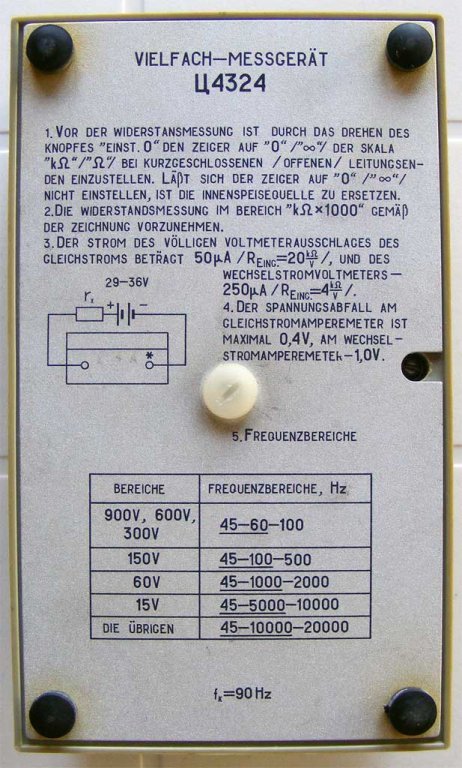 VIELFACH—MESSGERÄT
Ц4324
1. VOR DER WIDERSTANSMESSUNG IST DURCH DAS DREHEN DES
KNOPFES "EINST. O" DEN ZEIGER AUF "O"/"∞"/ DER SKALA
"kΩ"/"Ω"/ BEI KURZGESCHLOSSENEN /OFFENEN/ LEITUNGSEN-
DEN EINZUSTELLEN. LÄßT SICH DER ZEIGER AUF "O"/"∞"/
NICHT EINSTELLEN, IST DIE INNENSPEISEQUELLE ZU ERSETZEN.
2. DIE WIDERSTANDSMESSUNG IM BEREICH "kΩ×1000" GEMÄß
DER ZEICHNUNG VORZUNEHMEN.
3. DER STROM DES VÖLLIGEN VOLTMETERAUSSCHLAGES DES
GLEICHSTROMS BETRÄGT 50μA/REING.=20 kΩ/V /, UND DES
WECHSELSTROMVOLTMETERS—
250μA/REING.=4 kΩ/V /.
29-36V
rx
+ −
*
4. DER SPANNUNGSABFALL AM
GLEICHSTROMAMPEREMETER IST
MAXIMAL 0,4V, AM WECHSEL-
STROMAMPEREMETER-1,0V.
5. FREQUENZBEREICHE
BEREICHE FREQUENZBEREICHE, Hz
900V, 600V,
300V 45-60-100
150V 45-100-500
60V 45-1000-2000
15V 45-5000-10000
DIE ÜBRIGEN 45-10000-20000
fк=90Hz